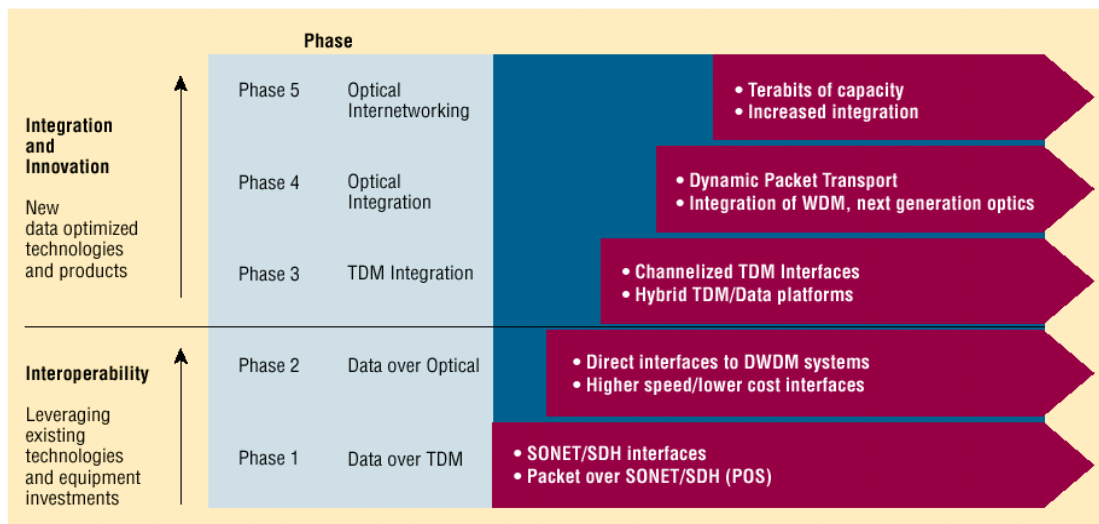 Phase
Integration
and
Innovation
New
data optimized
technologies
and products
Phase 5 Optical
Internetworking
• Terabits of capacity
• Increased integration
Phase 4 Optical
Integration
• Dynamic Packet Transport
• Integration of WDM, next generation optics
Phase 3 TDM Integration
• Channelized TDM Interfaces
• Hybrid TDM/Data platforms
Interoperability
Leveraging
existing
technologies
and equipment
investments
Phase 2 Data over Optical
• Direct interfaces to DWDM systems
• Higher speed/lower cost interfaces
Phase 1 Data over TDM
• SONET/SDH interfaces
• Packet over SONET/SDH (POS)